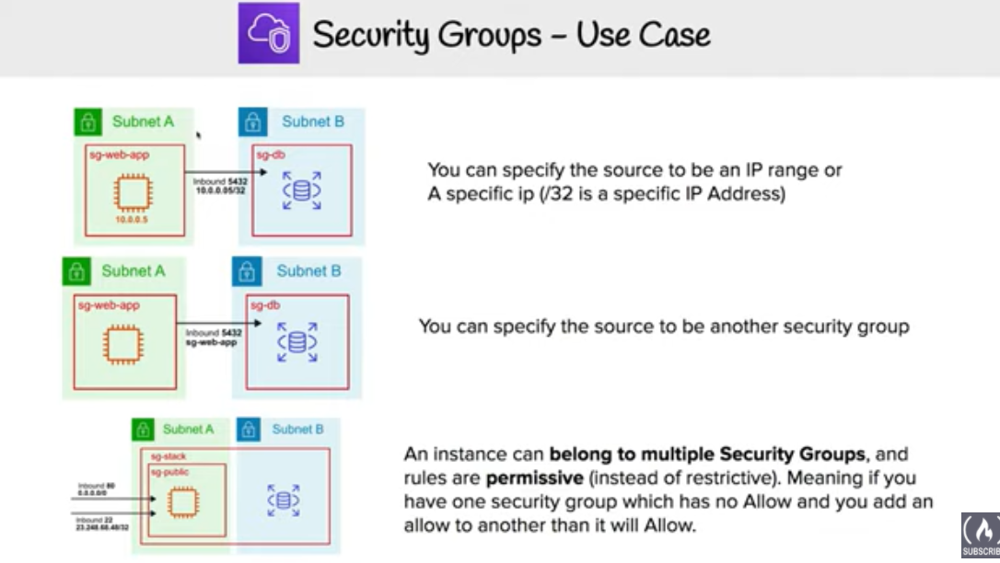 Security Groups - Use Case
Subnet A
Subnet B
sg-web-app
sg-db
Inbound 5432
10.0.0.05/32
10.0.0.5
You can specify the source to be an IP range or
A specific ip (/32 is a specific IP Address)
Subnet A
Subnet B
sg-web-app
sg-db
Inbound 5432
sg-web-app
You can specify the source to be another security group
Subnet A
Subnet B
sg-stack
sg-public
Inbound 80
0.0.0.0/0
Inbound 22
23.248.68.48/32
An instance can belong to multiple Security Groups, and
rules are permissive (instead of restrictive). Meaning if you
have one security group which has no Allow and you add an
allow to another than it will Allow.
SUBSCRIB